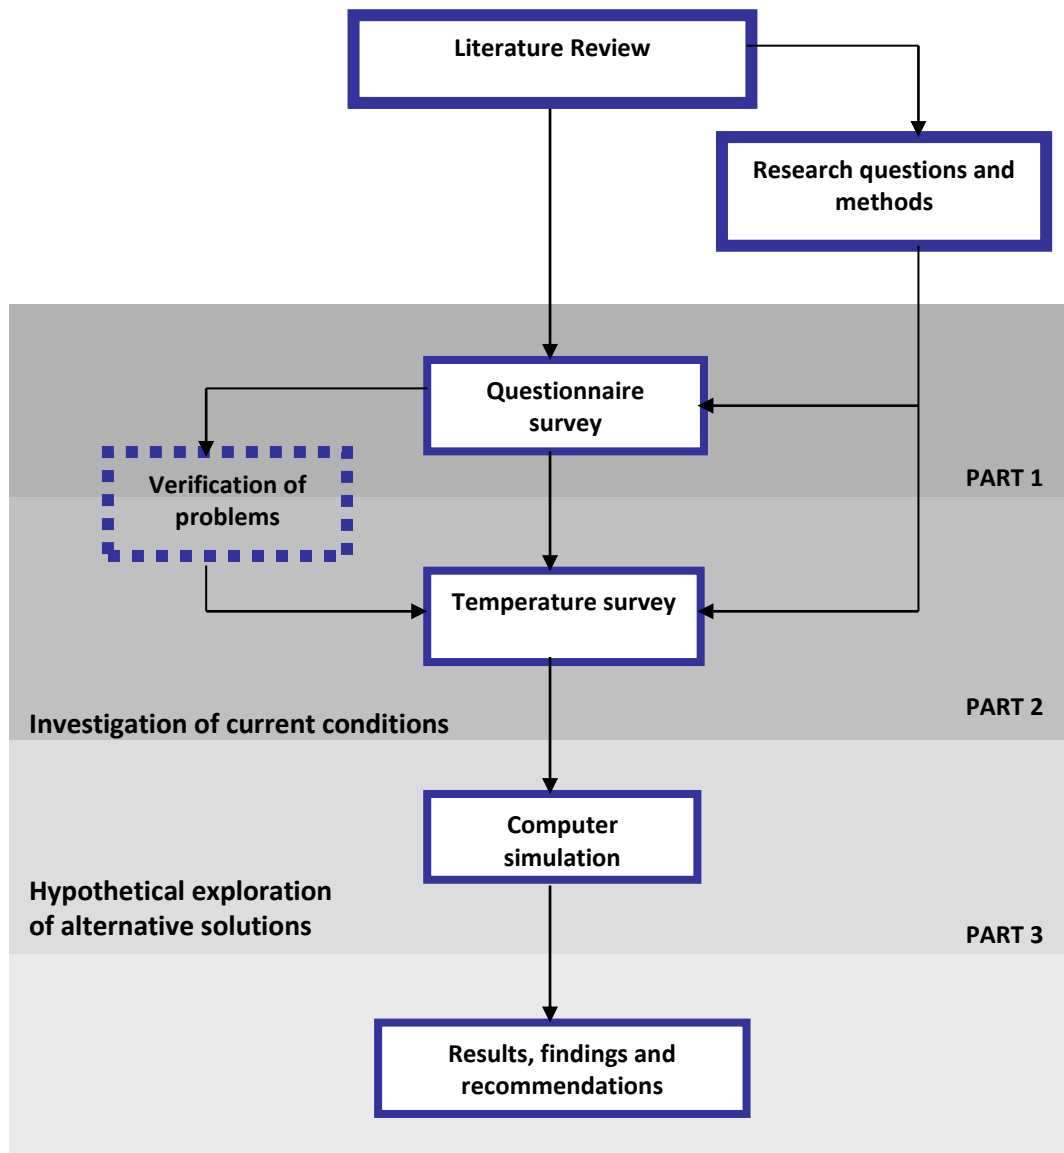 Literature Review
Research questions and
methods
Questionnaire
survey
PART 1
Verification of
problems
Temperature survey
PART 2
Investigation of current conditions
Computer
simulation
Hypothetical exploration
of alternative solutions
PART 3
Results, findings and
recommendations